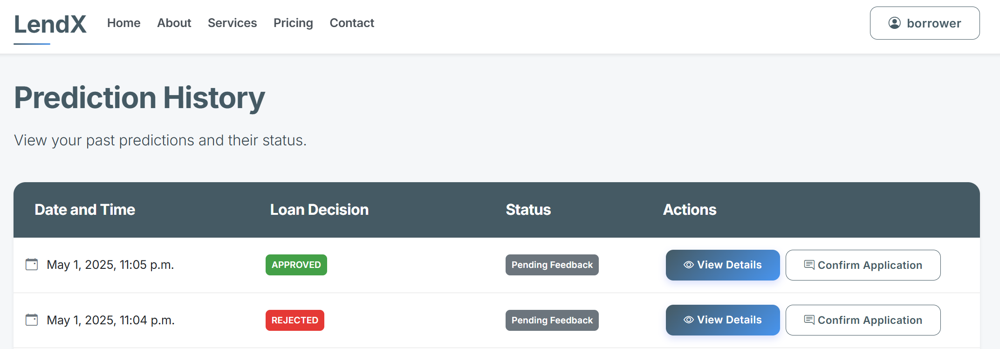 LendX Home About Services Pricing Contact borrower
Prediction History
View your past predictions and their status.
Date and Time Loan Decision Status Actions
May 1, 2025, 11:05 p.m. APPROVED Pending Feedback View Details Confirm Application
May 1, 2025, 11:04 p.m. REJECTED Pending Feedback View Details Confirm Application